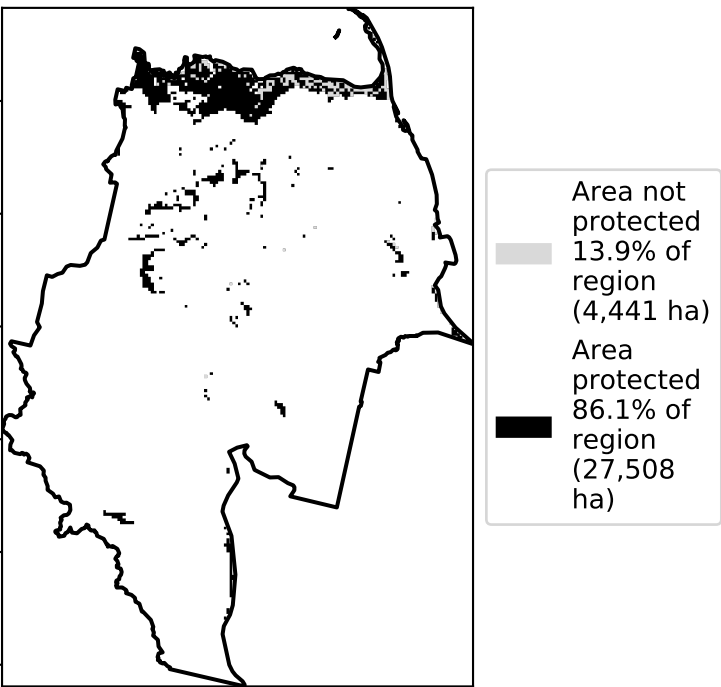 Area not
protected
13.9% of
region
(4,441 ha)
Area
protected
86.1% of
region
(27,508
ha)